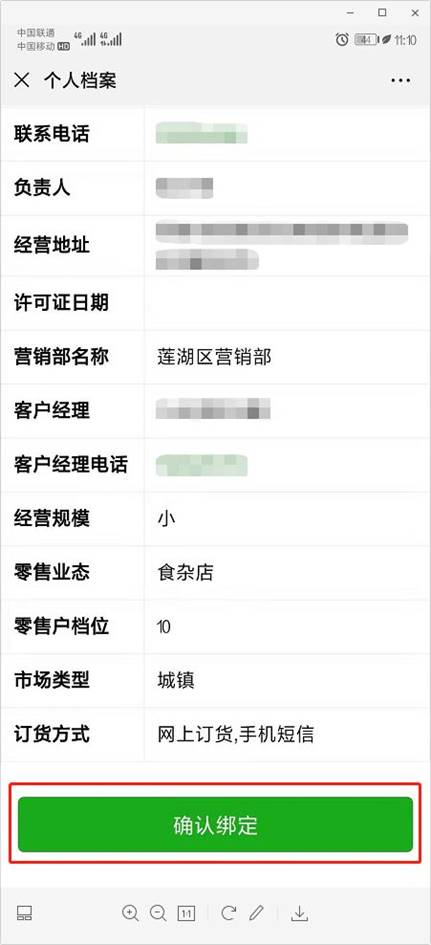 中国联通
中国移动 HD
4G
4G
44
11:10
个人档案
联系电话
负责人
经营地址
许可证日期
营销部名称 莲湖区营销部
客户经理
客户经理电话
经营规模 小
零售业态 食杂店
零售户档位 10
市场类型 城镇
订货方式 网上订货,手机短信
确认绑定
1:1